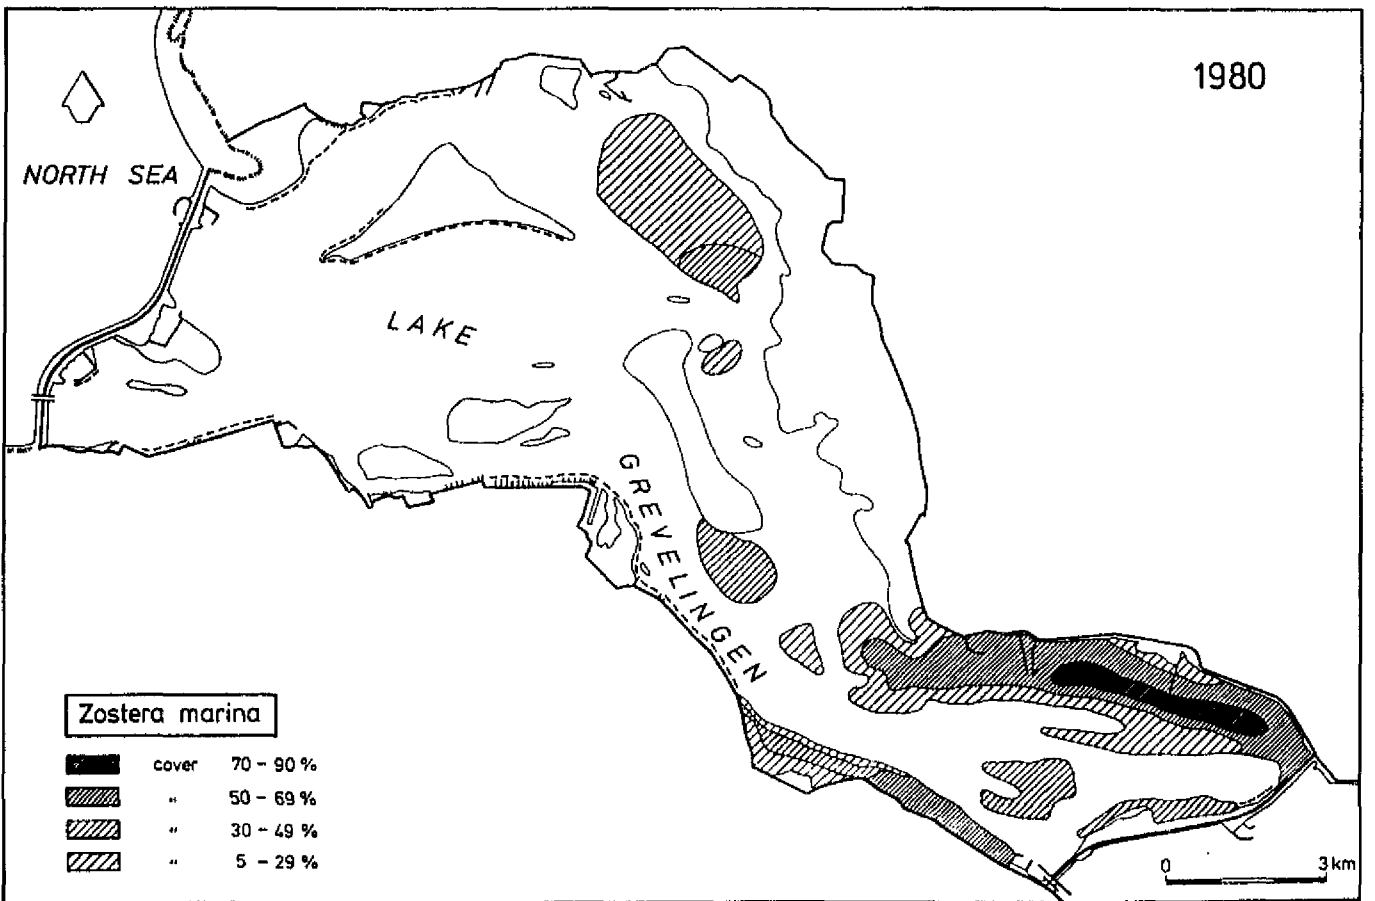 1980
NORTH SEA
LAKE
GREVELINGEN
Zostera marina
cover 70 - 90 %
" 50 - 69 %
" 30 - 49 %
" 5 - 29 %
0 3 km